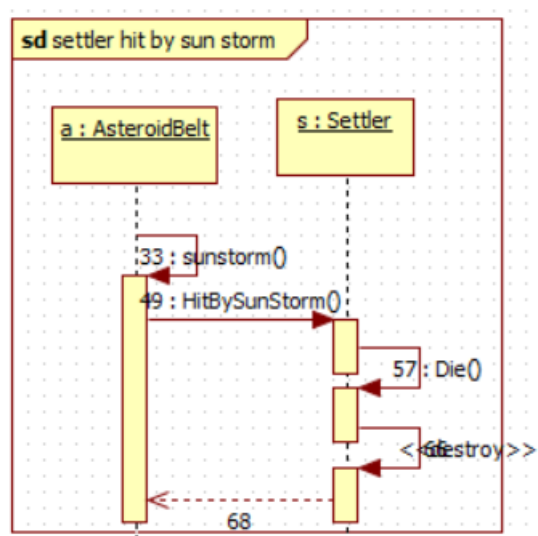 sd settler hit by sun storm
a : AsteroidBelt
s : Settler
33 : sunstorm()
49 : HitBySunStorm()
57 : Die()
<<destroy>>
68